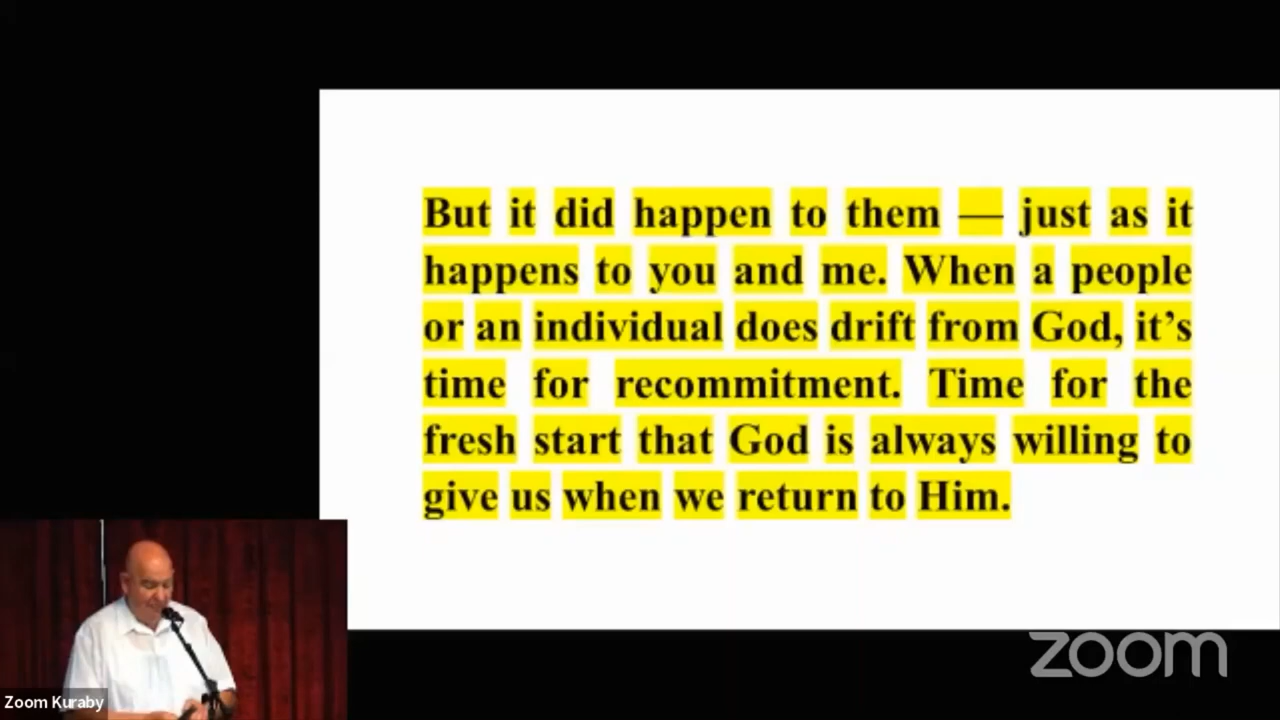 But it did happen to them — just as it
happens to you and me. When a people
or an individual does drift from God, it’s
time for recommitment. Time for the
fresh start that God is always willing to
give us when we return to Him.
zoom
Zoom Kuraby